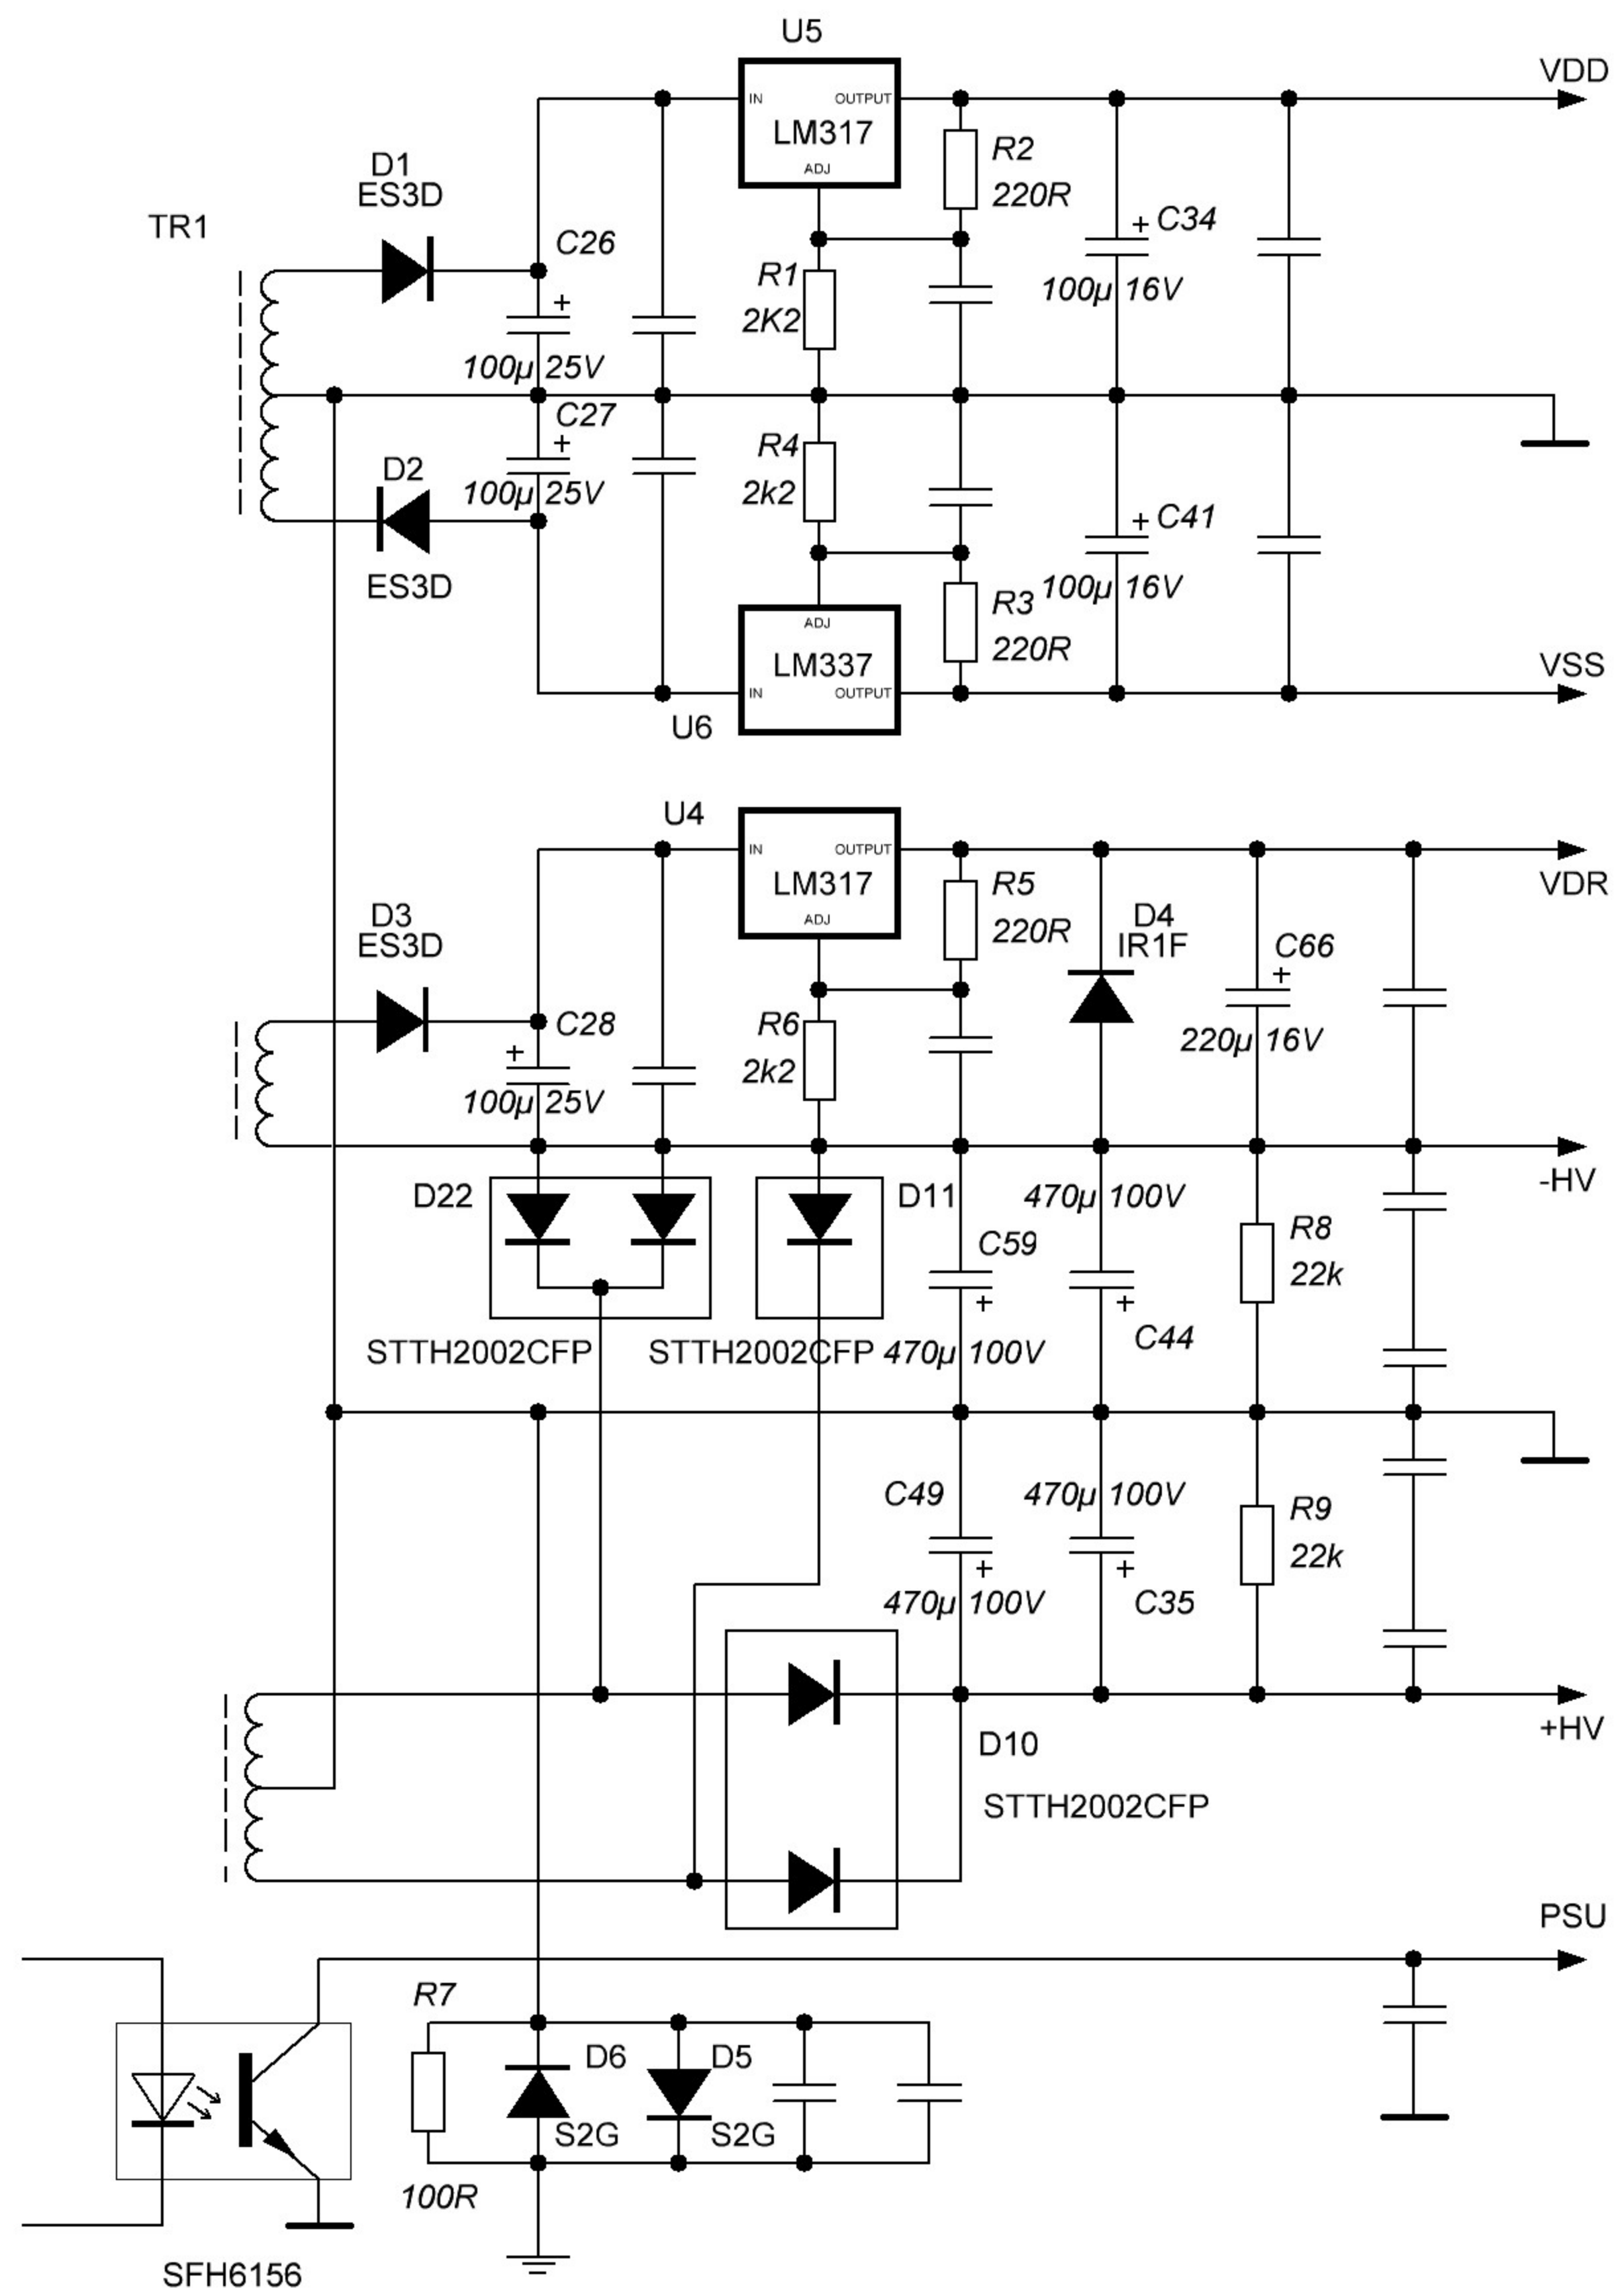 U5
VDD
IN OUTPUT
LM317
ADJ
R2
220R
D1
ES3D
TR1
C26
+
100µ 25V
R1
2K2
+ C34
100µ 16V
C27
+
100µ 25V
R4
2k2
D2
ES3D
+ C41
100µ 16V
R3
220R
ADJ
LM337
IN OUTPUT
U6
VSS
U4
IN OUTPUT
LM317
ADJ
VDR
R5
220R
D3
ES3D
D4
IR1F
C66
+
220µ 16V
C28
+
100µ 25V
R6
2k2
-HV
D22
D11
470µ 100V
C59
+
R8
22k
+
C44
STTH2002CFP
STTH2002CFP
470µ 100V
C49
+
470µ 100V
470µ 100V
+
C35
R9
22k
+HV
D10
STTH2002CFP
PSU
R7
100R
D6
S2G
D5
S2G
SFH6156